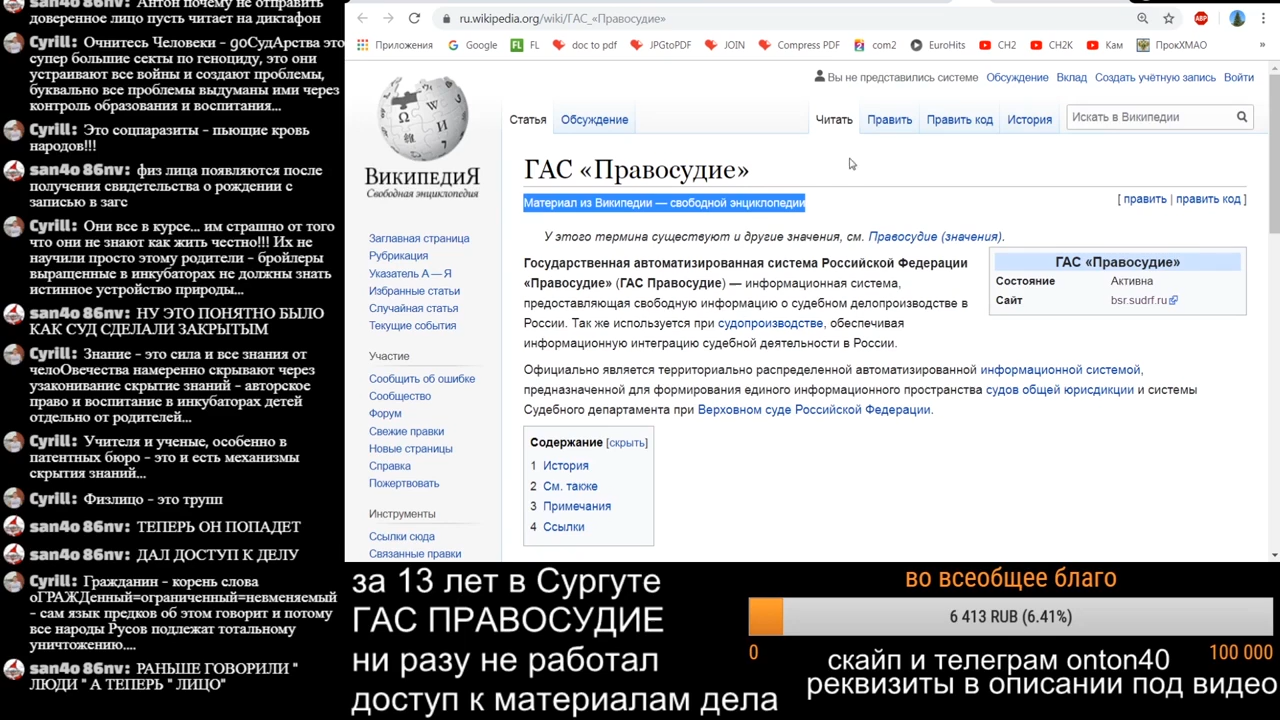 Антон почему не отправить
доверенное лицо пусть читает на диктофон
Cyrill: Очнитесь Человеки - gоСудАрства это
супер большие секты по геноциду, это они
устраивают все войны и создают проблемы,
буквально все проблемы выдуманы ими через
контроль образования и воспитания...
Cyrill: Это соцпаразиты - пьющие кровь
народов!!!
san4o 86nv: физ лица появляются после
получения свидетельства о рождении с
записью в загс
Cyrill: Они все в курсе... им страшно от того
что они не знают как жить честно!!! Их не
научили просто этому родители - бройлеры
выращенные в инкубаторах не должны знать
истинное устройство природы...
san4o 86nv: НУ ЭТО ПОНЯТНО БЫЛО
КАК СУД СДЕЛАЛИ ЗАКРЫТЫМ
Cyrill: Знание - это сила и все знания от
челоОвечества намеренно скрывают через
узаконивание скрытие знаний - авторское
право и воспитание в инкубаторах детей
отдельно от родителей...
Cyrill: Учителя и ученые, особенно в
патентных бюро - это и есть механизмы
скрытия знаний...
Cyrill: Физлицо - это трупп
san4o 86nv: ТЕПЕРЬ ОН ПОПАДЕТ
san4o 86nv: ДАЛ ДОСТУП К ДЕЛУ
Cyrill: Гражданин - корень слова
оГРАЖДенный=ограниченный=невменяемый
- сам язык предков об этом говорит и потому
все народы Русов подлежат тотальному
уничтожению....
san4o 86nv: РАНЬШЕ ГОВОРИЛИ "
ЛЮДИ " А ТЕПЕРЬ " ЛИЦО"
ru.wikipedia.org/wiki/ГАС_«Правосудие»
ABP
Приложения Google FL FL doc to pdf JPGtoPDF JOIN Compress PDF com2 EuroHits CH2 CH2K Кам ПрокХМАО »
Вы не представились системе Обсуждение Вклад Создать учётную запись Войти
Статья Обсуждение Читать Править Править код История Искать в Википедии
ВикипедиЯ
Свободная энциклопедия
Заглавная страница
Рубрикация
Указатель А — Я
Избранные статьи
Случайная статья
Текущие события
Участие
Сообщить об ошибке
Сообщество
Форум
Свежие правки
Новые страницы
Справка
Пожертвовать
Инструменты
Ссылки сюда
Связанные правки
ГАС «Правосудие»
Материал из Википедии — свободной энциклопедии
[ править | править код ]
У этого термина существуют и другие значения, см. Правосудие (значения).
Государственная автоматизированная система Российской Федерации
«Правосудие» (ГАС Правосудие) — информационная система,
предоставляющая свободную информацию о судебном делопроизводстве в
России. Так же используется при судопроизводстве, обеспечивая
информационную интеграцию судебной деятельности в России.
ГАС «Правосудие»
Состояние Активна
Сайт bsr.sudrf.ru
Официально является территориально распределенной автоматизированной информационной системой,
предназначенной для формирования единого информационного пространства судов общей юрисдикции и системы
Судебного департамента при Верховном суде Российской Федерации.
Содержание [скрыть]
1 История
2 См. также
3 Примечания
4 Ссылки
за 13 лет в Сургуте
ГАС ПРАВОСУДИЕ
ни разу не работал
доступ к материалам дела
во всеобщее благо
6 413 RUB (6.41%)
0 100 000
скайп и телеграм onton40
реквизиты в описании под видео